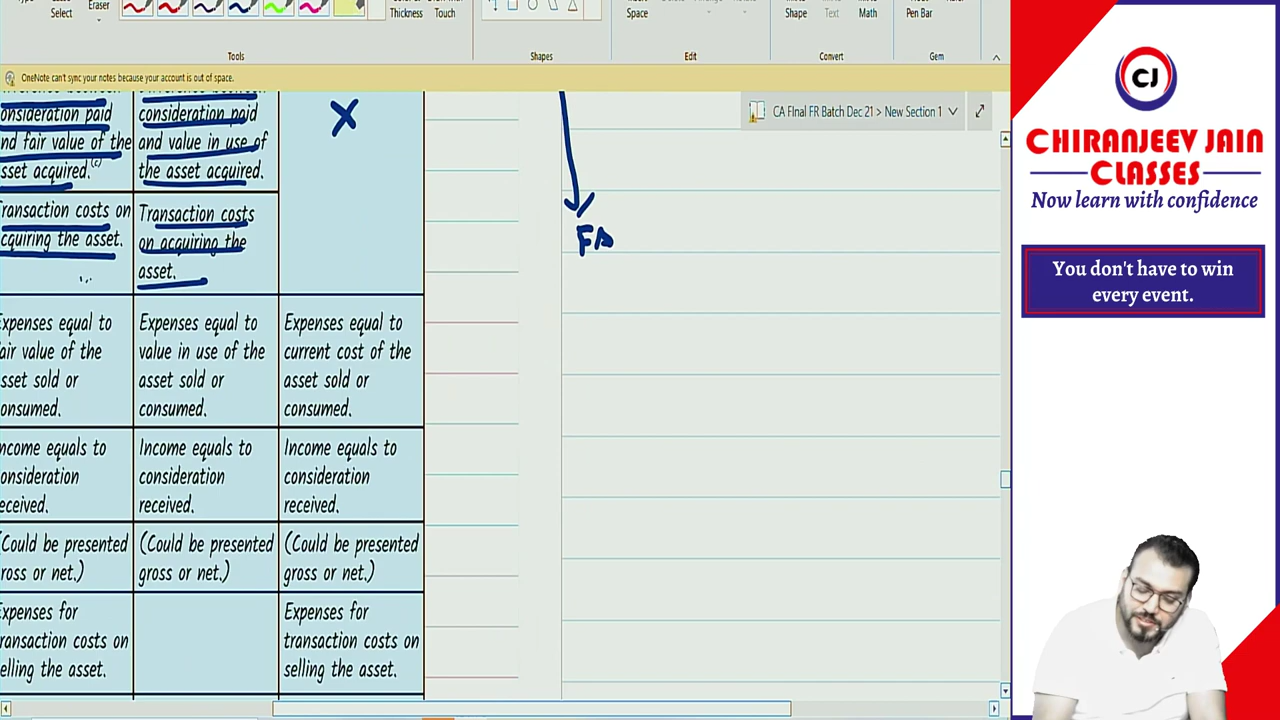 Eraser
Select
Thickness
Touch
Space
Shape
Text
Math
Pen Bar
Tools
Shapes
Edit
Convert
Gem
OneNote can't sync your notes because your account is out of space.
CA FInal FR Batch Dec 21 > New Section 1
consideration paid
and fair value of the
asset acquired.(c)
consideration paid
and value in use of
the asset acquired.
X
Transaction costs on
acquiring the asset.
Transaction costs
on acquiring the
asset.
Expenses equal to
fair value of the
asset sold or
consumed.
Expenses equal to
value in use of the
asset sold or
consumed.
Expenses equal to
current cost of the
asset sold or
consumed.
Income equals to
consideration
received.
Income equals to
consideration
received.
Income equals to
consideration
received.
(Could be presented
gross or net.)
(Could be presented
gross or net.)
(Could be presented
gross or net.)
Expenses for
transaction costs on
selling the asset.
Expenses for
transaction costs on
selling the asset.
FA
CJ
CHIRANJEEV JAIN
CLASSES
Now learn with confidence
You don't have to win
every event.